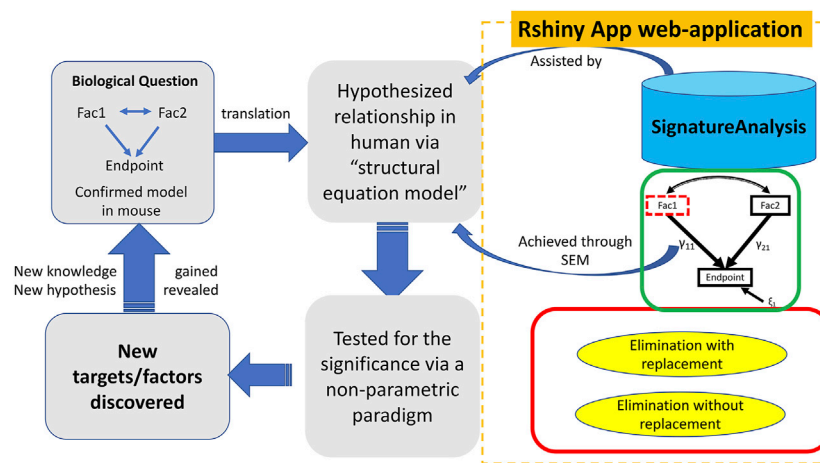 Rshiny App web-application
Biological Question
Fac1
Fac2
Endpoint
Confirmed model
in mouse
translation
Hypothesized
relationship in
human via
“structural
equation model”
Assisted by
SignatureAnalysis
Achieved through
SEM
Fac1
Fac2
γ11
γ21
Endpoint
ξ1
New knowledge
New hypothesis
gained
revealed
New
targets/factors
discovered
Tested for the
significance via a
non-parametric
paradigm
Elimination with
replacement
Elimination without
replacement